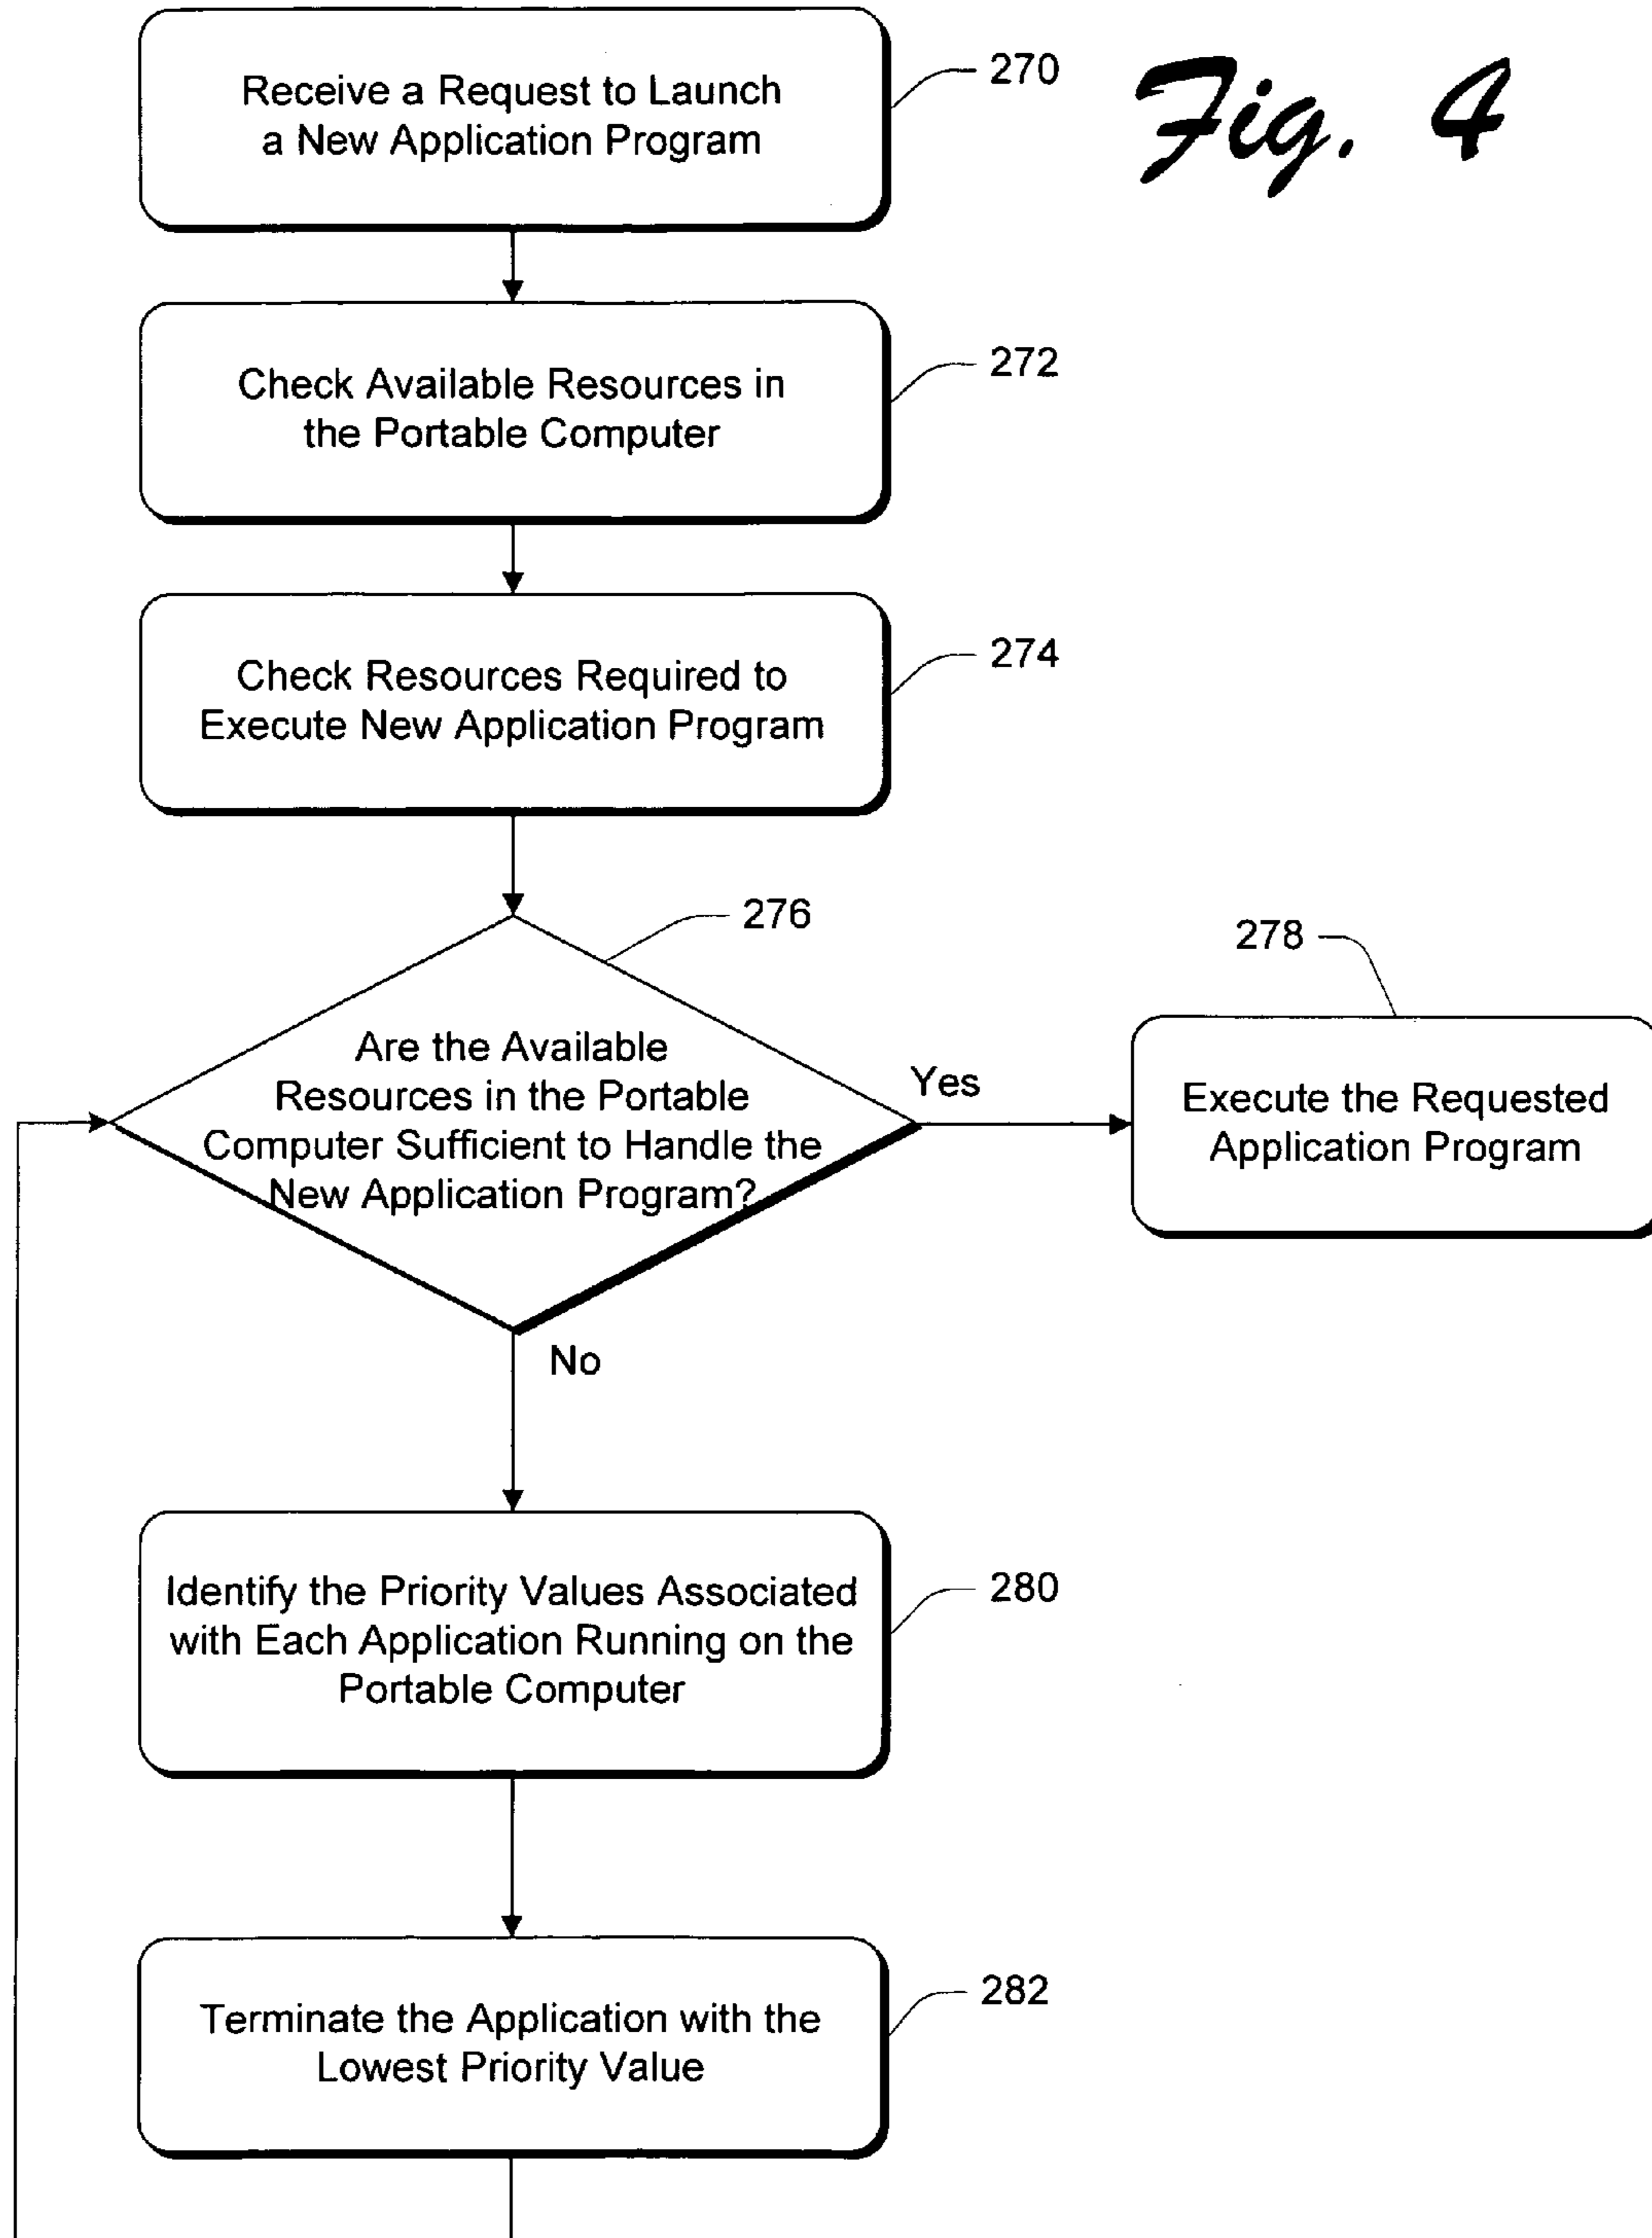 Fig. 4
Receive a Request to Launch
a New Application Program
270
Check Available Resources in
the Portable Computer
272
Check Resources Required to
Execute New Application Program
274
276
Are the Available
Resources in the Portable
Computer Sufficient to Handle the
New Application Program?
Yes
278
Execute the Requested
Application Program
No
Identify the Priority Values Associated
with Each Application Running on the
Portable Computer
280
Terminate the Application with the
Lowest Priority Value
282